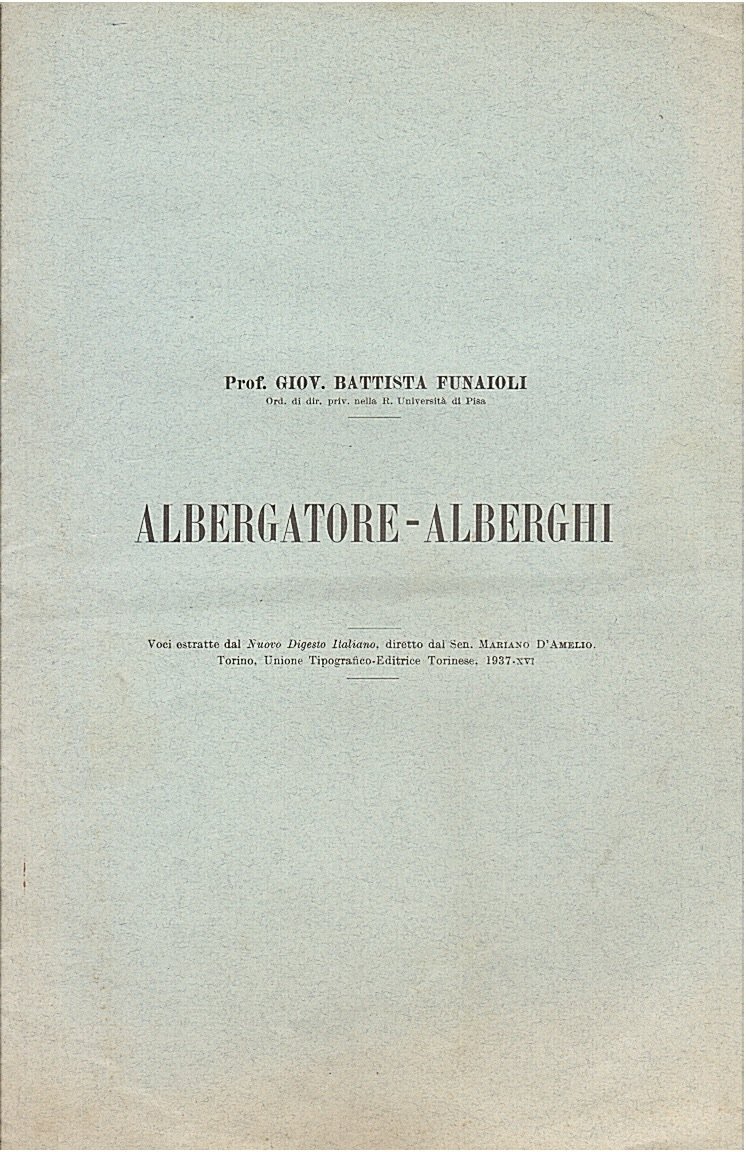 Prof. GIOV. BATTISTA FUNAIOLI
Ord. di dir. priv. nella R. Università di Pisa
ALBERGATORE - ALBERGHI
Voci estratte dal Nuovo Digesto Italiano, diretto dal Sen. MARIANO D'AMELIO.
Torino, Unione Tipografico-Editrice Torinese, 1937-XVI